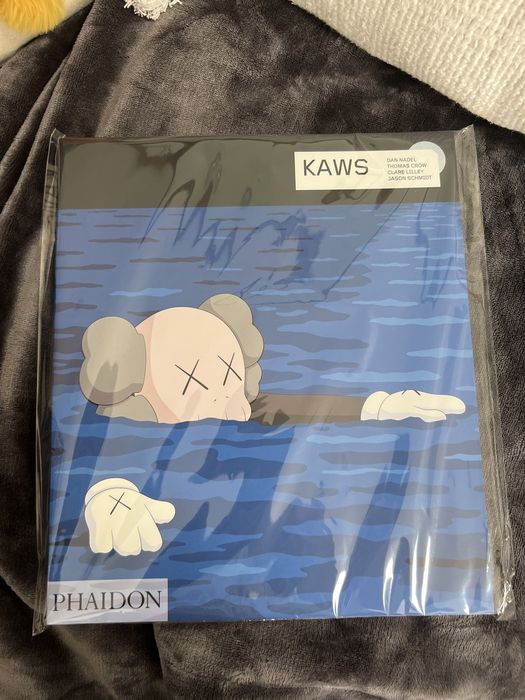 KAWS
DAN NADEL
THOMAS CROW
CLARE LILLEY
JASON SCHMIDT
PHAIDON